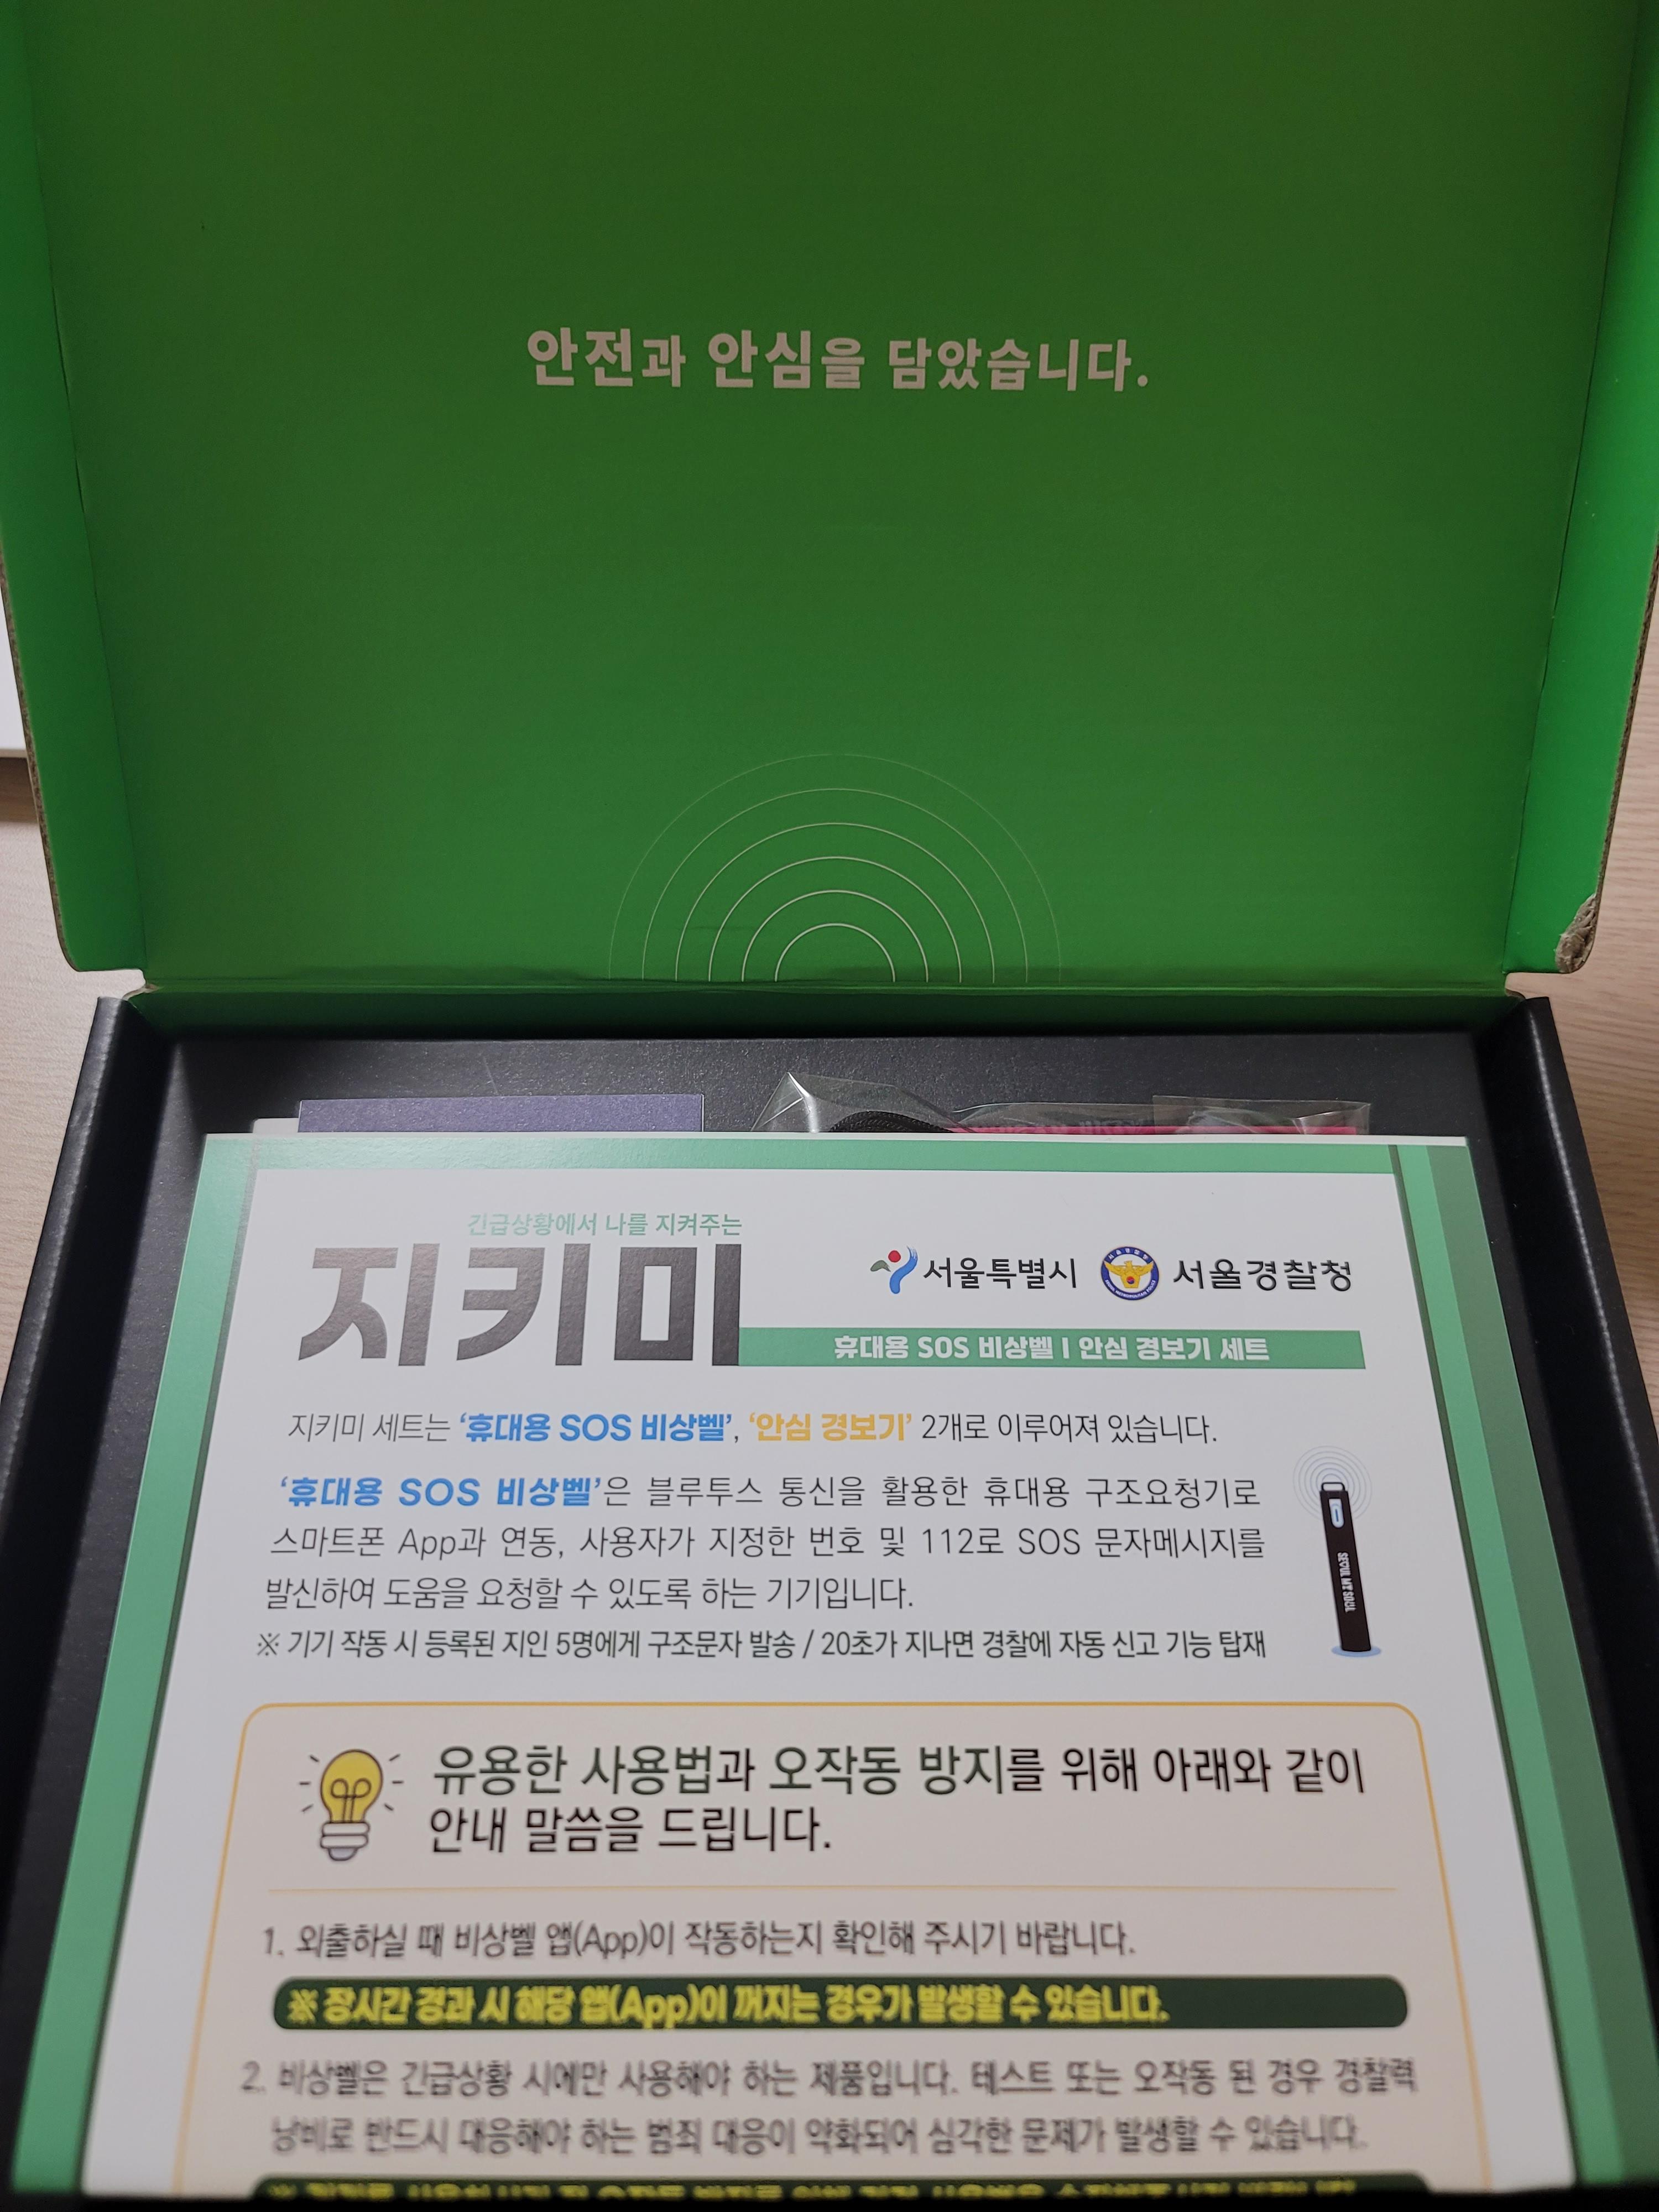 안전과 안심을 담았습니다.
긴급상황에서 나를 지켜주는
지키미
서울특별시 서울경찰청
휴대용 SOS 비상벨 I 안심 경보기 세트
지키미 세트는 ‘휴대용 SOS 비상벨’, ‘안심 경보기’ 2개로 이루어져 있습니다.
‘휴대용 SOS 비상벨’은 블루투스 통신을 활용한 휴대용 구조요청기로
스마트폰 App과 연동, 사용자가 지정한 번호 및 112로 SOS 문자메시지를
발신하여 도움을 요청할 수 있도록 하는 기기입니다.
※ 기기 작동 시 등록된 지인 5명에게 구조문자 발송 / 20초가 지나면 경찰에 자동 신고 기능 탑재
SEOUL MY SOUL
유용한 사용법과 오작동 방지를 위해 아래와 같이
안내 말씀을 드립니다.
1. 외출하실 때 비상벨 앱(App)이 작동하는지 확인해 주시기 바랍니다.
※ 장시간 경과 시 해당 앱(App)이 꺼지는 경우가 발생할 수 있습니다.
2. 비상벨은 긴급상황 시에만 사용해야 하는 제품입니다. 테스트 또는 오작동 된 경우 경찰력
낭비로 반드시 대응해야 하는 범죄 대응이 약화되어 심각한 문제가 발생할 수 있습니다.